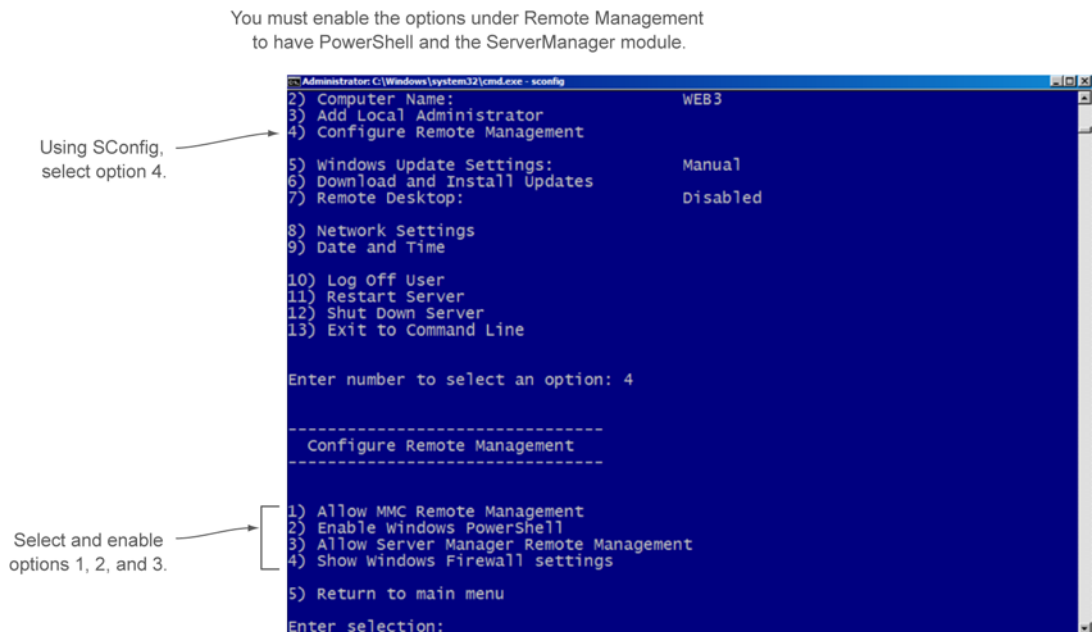 You must enable the options under Remote Management
to have PowerShell and the ServerManager module.
Administrator: C:\Windows\system32\cmd.exe - sconfig
2) Computer Name: WEB3
3) Add Local Administrator
4) Configure Remote Management
Using SConfig,
select option 4.
5) Windows Update Settings: Manual
6) Download and Install Updates
7) Remote Desktop: Disabled
8) Network Settings
9) Date and Time
10) Log Off User
11) Restart Server
12) Shut Down Server
13) Exit to Command Line
Enter number to select an option: 4
--------------------------------
Configure Remote Management
--------------------------------
1) Allow MMC Remote Management
2) Enable Windows PowerShell
3) Allow Server Manager Remote Management
4) Show Windows Firewall settings
Select and enable
options 1, 2, and 3.
5) Return to main menu
Enter selection: